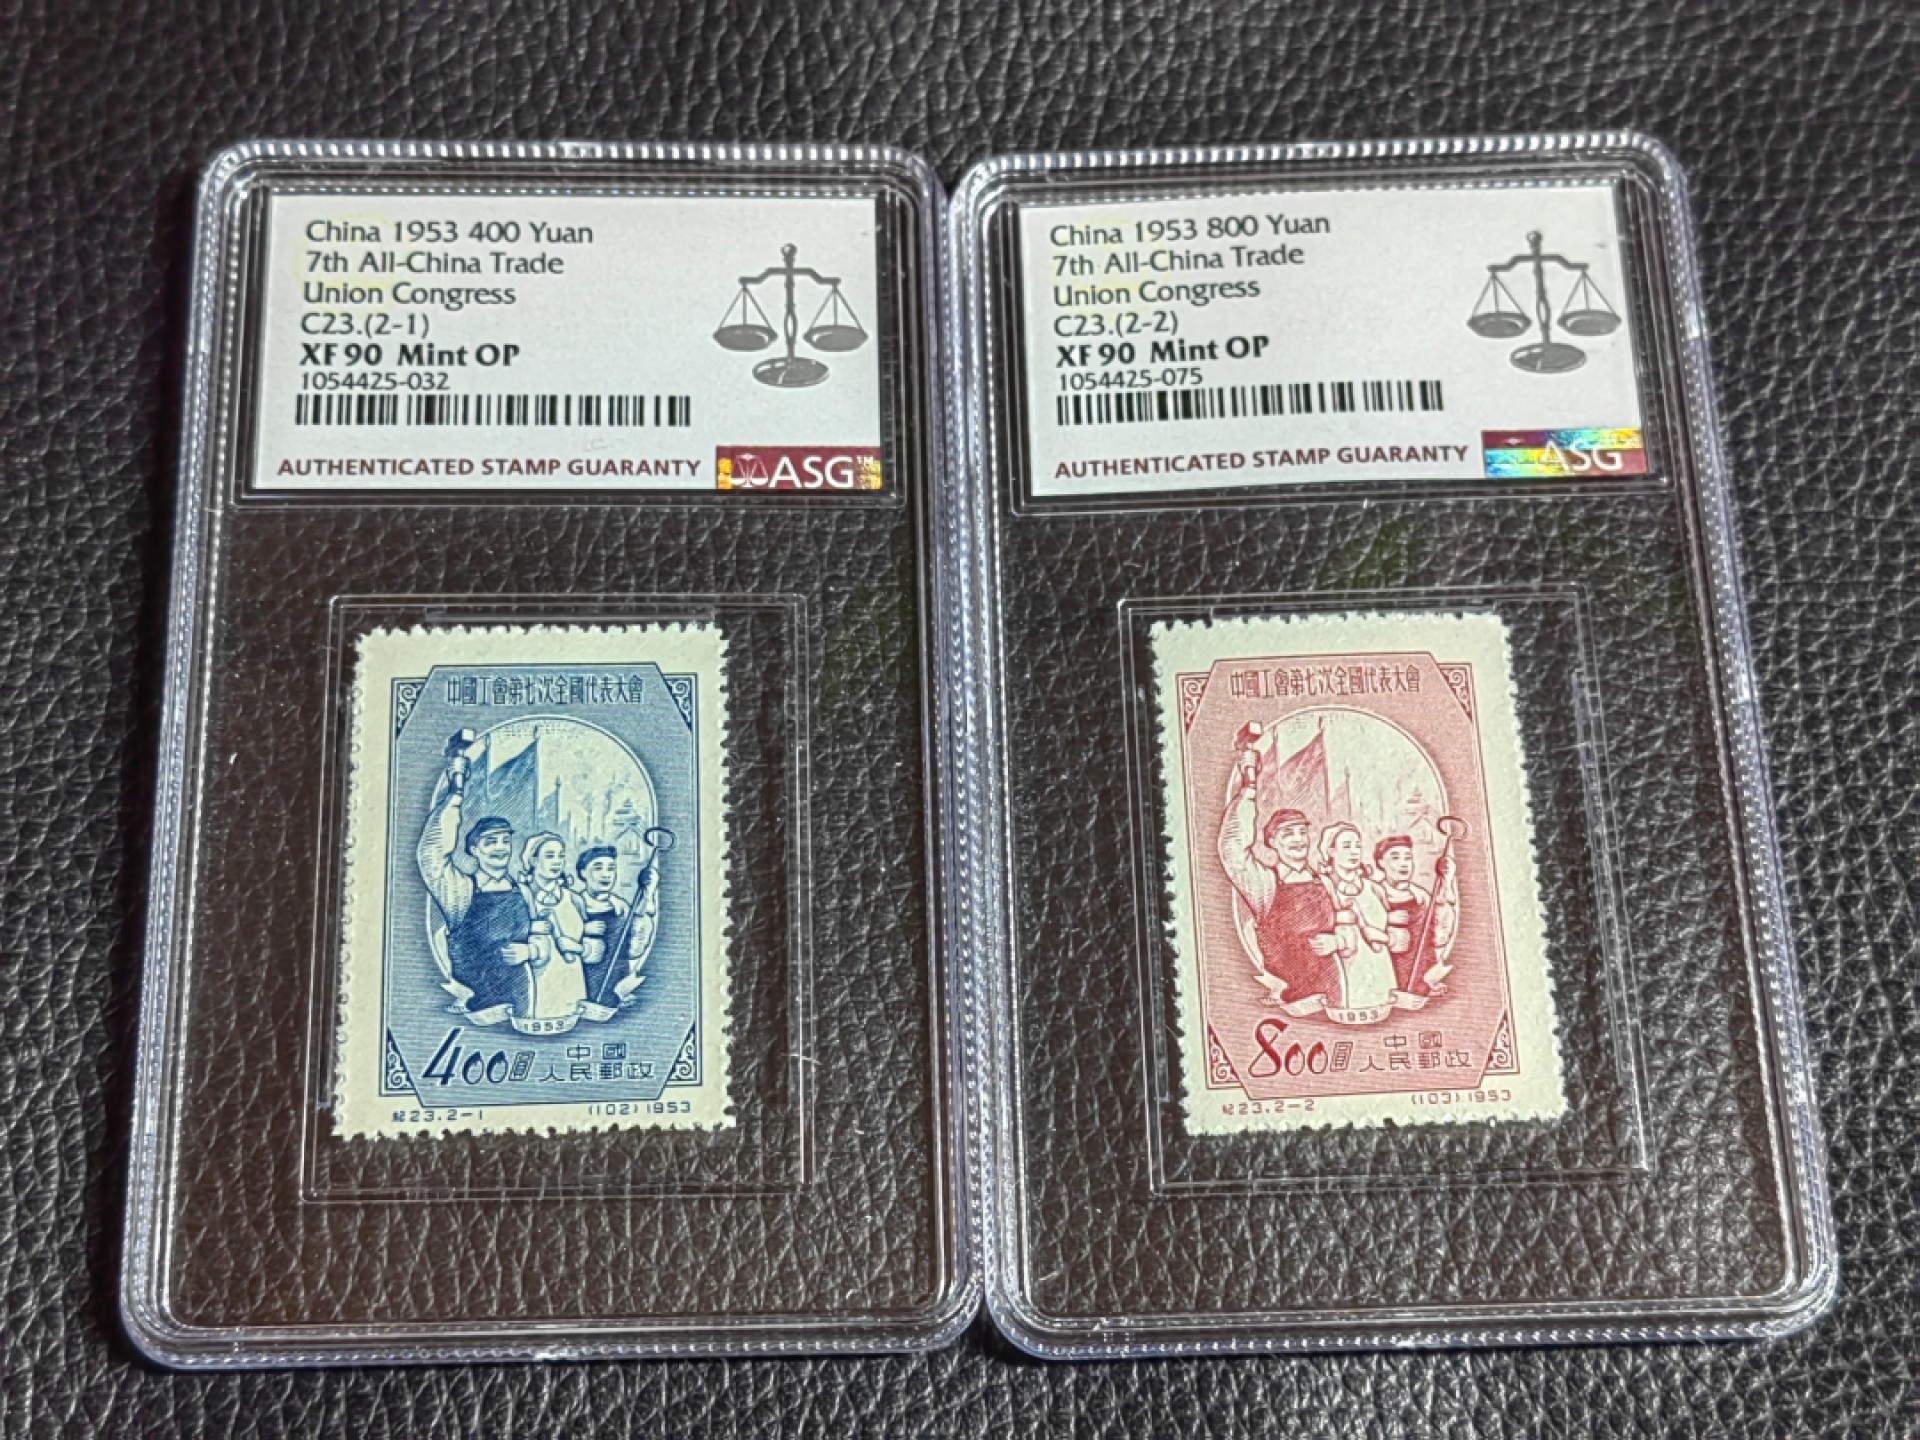 China 1953 400 Yuan
7th All-China Trade
Union Congress
C23.(2-1)
XF 90 Mint OP
1054425-032
AUTHENTICATED STAMP GUARANTY
ASG™
中國工會第七次全國代表大會
1953
400圓
中國
人民郵政
紀23.2-1 (102) 1953
China 1953 800 Yuan
7th All-China Trade
Union Congress
C23.(2-2)
XF 90 Mint OP
1054425-075
AUTHENTICATED STAMP GUARANTY
ASG
中國工會第七次全國代表大會
1953
800圓
中國
人民郵政
紀23.2-2 (103) 1953